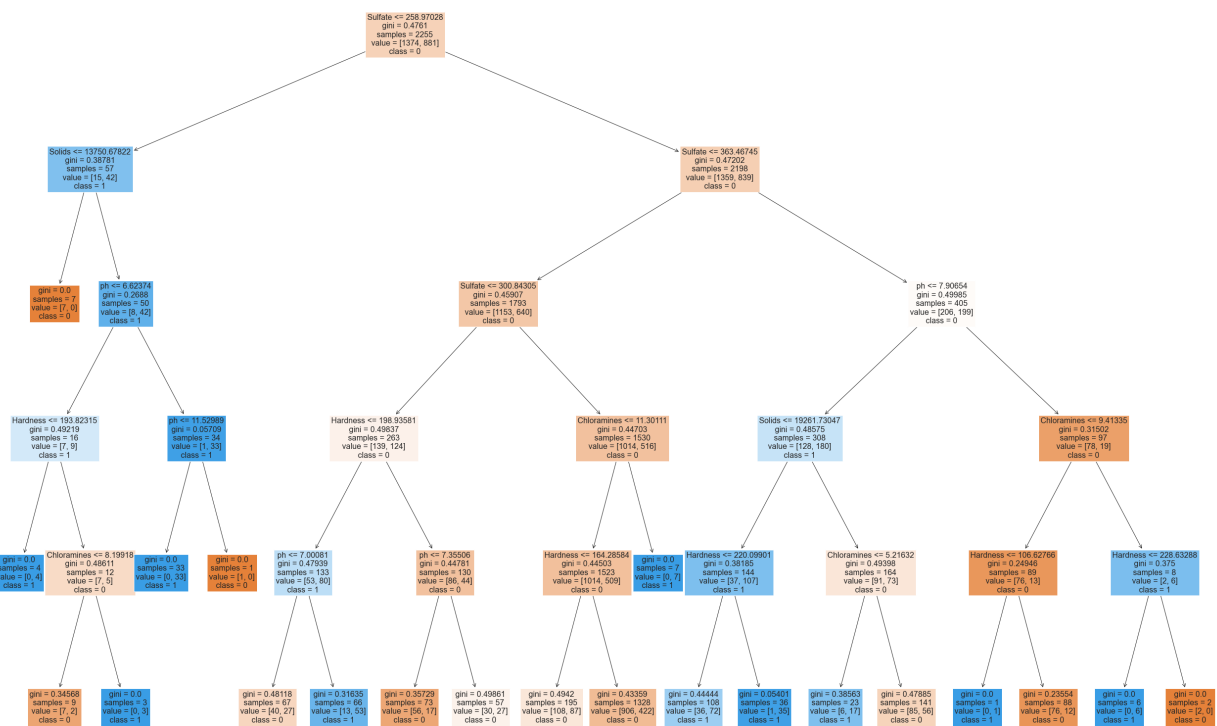 Sulfate <= 258.97028
gini = 0.4761
samples = 2255
value = [1374, 881]
class = 0
Solids <= 13750.67822
gini = 0.38781
samples = 57
value = [15, 42]
class = 1
Sulfate <= 363.46745
gini = 0.47202
samples = 2198
value = [1359, 839]
class = 0
gini = 0.0
samples = 7
value = [7, 0]
class = 0
ph <= 6.62374
gini = 0.2688
samples = 50
value = [8, 42]
class = 1
Sulfate <= 300.84305
gini = 0.45907
samples = 1793
value = [1153, 640]
class = 0
ph <= 7.90654
gini = 0.49985
samples = 405
value = [206, 199]
class = 0
Hardness <= 193.82315
gini = 0.49219
samples = 16
value = [7, 9]
class = 1
ph <= 11.52989
gini = 0.05709
samples = 34
value = [1, 33]
class = 1
Hardness <= 198.93581
gini = 0.49837
samples = 263
value = [139, 124]
class = 0
Chloramines <= 11.30111
gini = 0.44703
samples = 1530
value = [1014, 516]
class = 0
Solids <= 19261.73047
gini = 0.48575
samples = 308
value = [128, 180]
class = 1
Chloramines <= 9.41335
gini = 0.31502
samples = 97
value = [78, 19]
class = 0
gini = 0.0
samples = 4
value = [0, 4]
class = 1
Chloramines <= 8.19918
gini = 0.48611
samples = 12
value = [7, 5]
class = 0
gini = 0.0
samples = 33
value = [0, 33]
class = 1
gini = 0.0
samples = 1
value = [1, 0]
class = 0
ph <= 7.00081
gini = 0.47939
samples = 133
value = [53, 80]
class = 1
ph <= 7.35506
gini = 0.44781
samples = 130
value = [86, 44]
class = 0
Hardness <= 164.28584
gini = 0.44503
samples = 1523
value = [1014, 509]
class = 0
gini = 0.0
samples = 7
value = [0, 7]
class = 1
Hardness <= 220.09901
gini = 0.38185
samples = 144
value = [37, 107]
class = 1
Chloramines <= 5.21632
gini = 0.49398
samples = 164
value = [91, 73]
class = 0
Hardness <= 106.62766
gini = 0.24946
samples = 89
value = [76, 13]
class = 0
Hardness <= 228.63288
gini = 0.375
samples = 8
value = [2, 6]
class = 1
gini = 0.34568
samples = 9
value = [7, 2]
class = 0
gini = 0.0
samples = 3
value = [0, 3]
class = 1
gini = 0.48118
samples = 67
value = [40, 27]
class = 0
gini = 0.31635
samples = 66
value = [13, 53]
class = 1
gini = 0.35729
samples = 73
value = [56, 17]
class = 0
gini = 0.49861
samples = 57
value = [30, 27]
class = 0
gini = 0.4942
samples = 195
value = [108, 87]
class = 0
gini = 0.43359
samples = 1328
value = [906, 422]
class = 0
gini = 0.44444
samples = 108
value = [36, 72]
class = 1
gini = 0.05401
samples = 36
value = [1, 35]
class = 1
gini = 0.38563
samples = 23
value = [6, 17]
class = 1
gini = 0.47885
samples = 141
value = [85, 56]
class = 0
gini = 0.0
samples = 1
value = [0, 1]
class = 1
gini = 0.23554
samples = 88
value = [76, 12]
class = 0
gini = 0.0
samples = 6
value = [0, 6]
class = 1
gini = 0.0
samples = 2
value = [2, 0]
class = 0